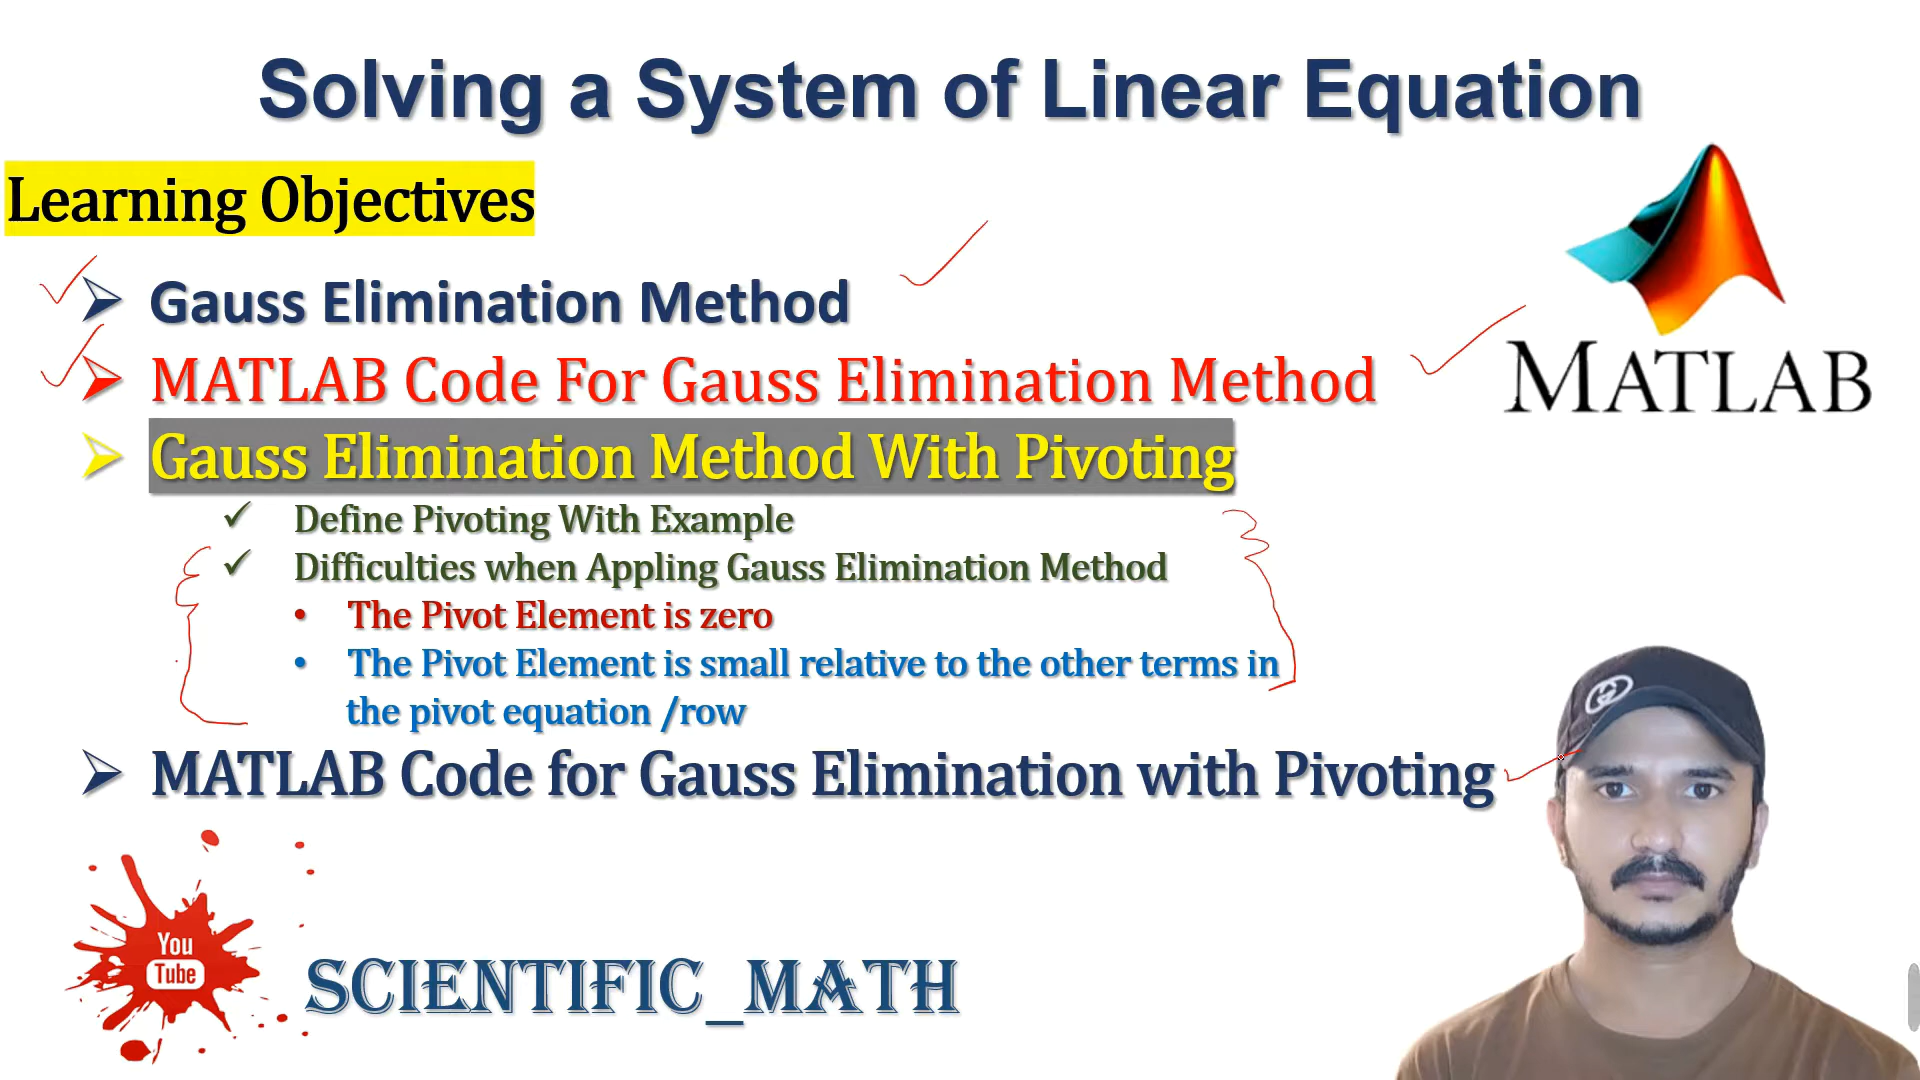 Solving a System of Linear Equation
Learning Objectives
Gauss Elimination Method
MATLAB Code For Gauss Elimination Method
MATLAB
Gauss Elimination Method With Pivoting
Define Pivoting With Example
Difficulties when Appling Gauss Elimination Method
The Pivot Element is zero
The Pivot Element is small relative to the other terms in
the pivot equation /row
MATLAB Code for Gauss Elimination with Pivoting
You
Tube
SCIENTIFIC_MATH